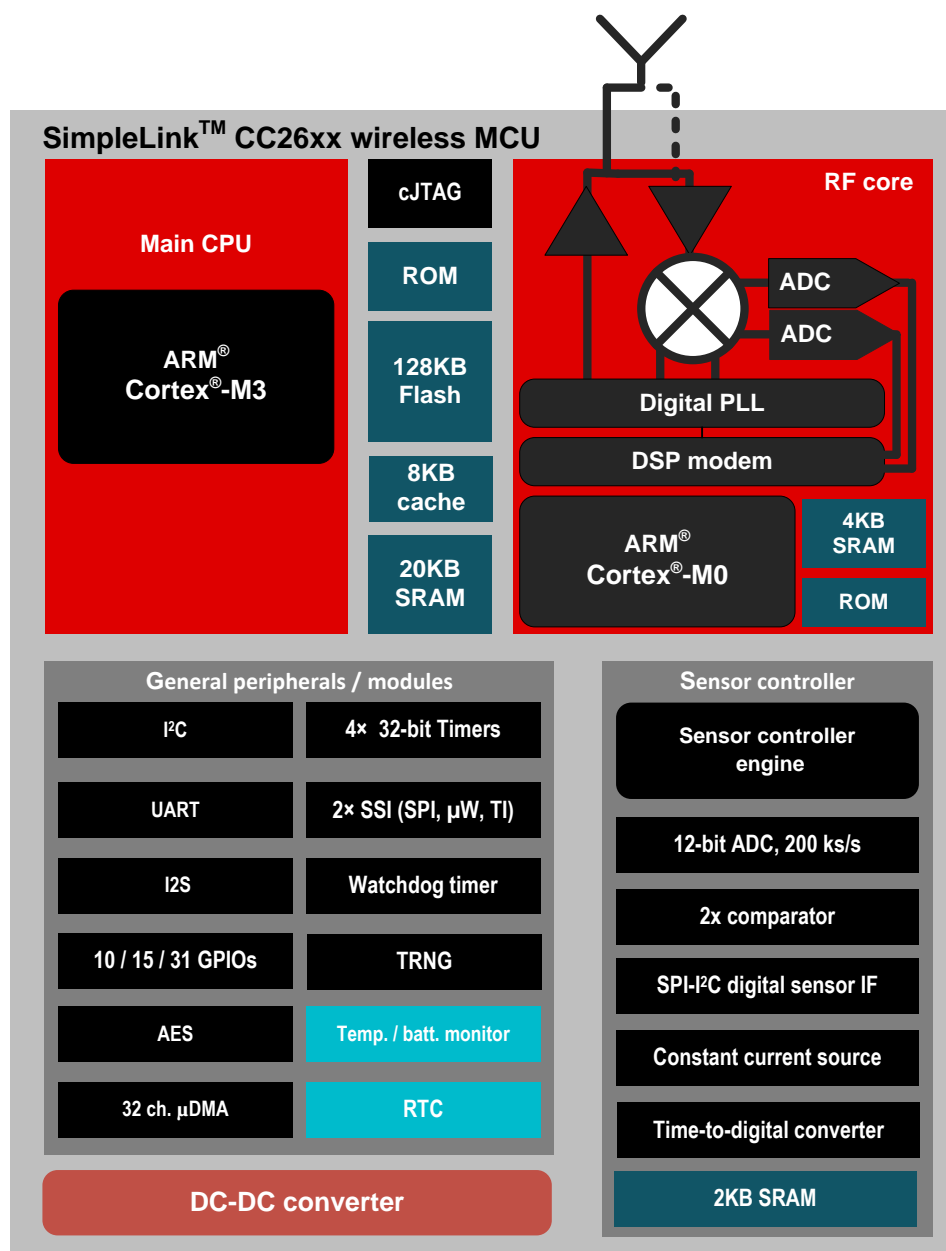 SimpleLink™ CC26xx wireless MCU
Main CPU
ARM®
Cortex®-M3
cJTAG
ROM
128KB
Flash
8KB
cache
20KB
SRAM
RF core
ADC
ADC
Digital PLL
DSP modem
ARM®
Cortex®-M0
4KB
SRAM
ROM
General peripherals / modules
I²C
4× 32-bit Timers
UART
2× SSI (SPI, µW, TI)
I2S
Watchdog timer
10 / 15 / 31 GPIOs
TRNG
AES
Temp. / batt. monitor
32 ch. µDMA
RTC
Sensor controller
Sensor controller
engine
12-bit ADC, 200 ks/s
2x comparator
SPI-I²C digital sensor IF
Constant current source
Time-to-digital converter
2KB SRAM
DC-DC converter